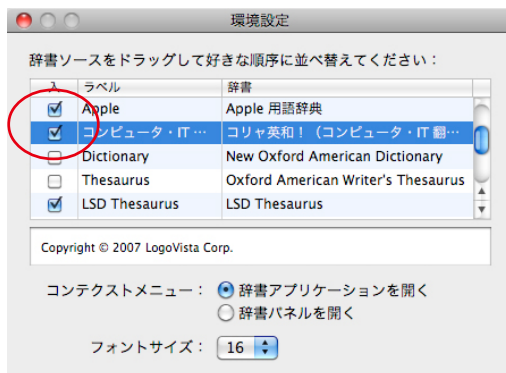 環境設定
辞書ソースをドラッグして好きな順序に並べ替えてください：
入 ラベル 辞書
Apple Apple 用語辞典
コンピュータ・IT … コリャ英和！（コンピュータ・IT 翻…
Dictionary New Oxford American Dictionary
Thesaurus Oxford American Writer's Thesaurus
LSD Thesaurus LSD Thesaurus
Copyright © 2007 LogoVista Corp.
コンテクストメニュー： 辞書アプリケーションを開く
辞書パネルを開く
フォントサイズ： 16